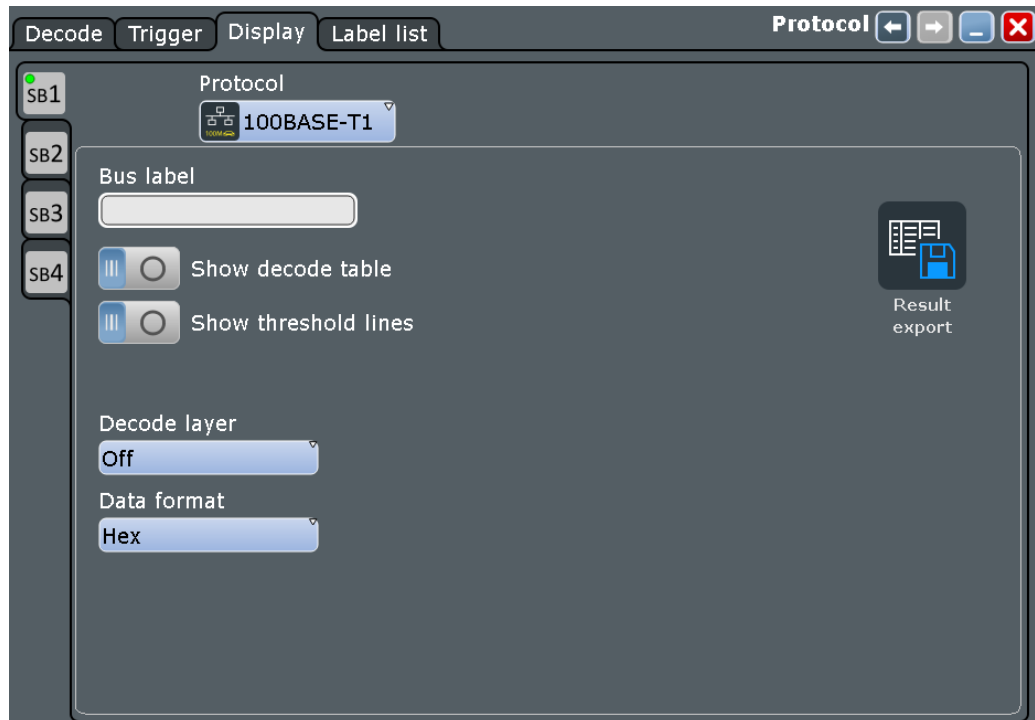 Decode Trigger Display Label list Protocol
SB1
Protocol
100M 100BASE-T1
SB2
Bus label
SB3
SB4
Show decode table
Show threshold lines
Result
export
Decode layer
Off
Data format
Hex